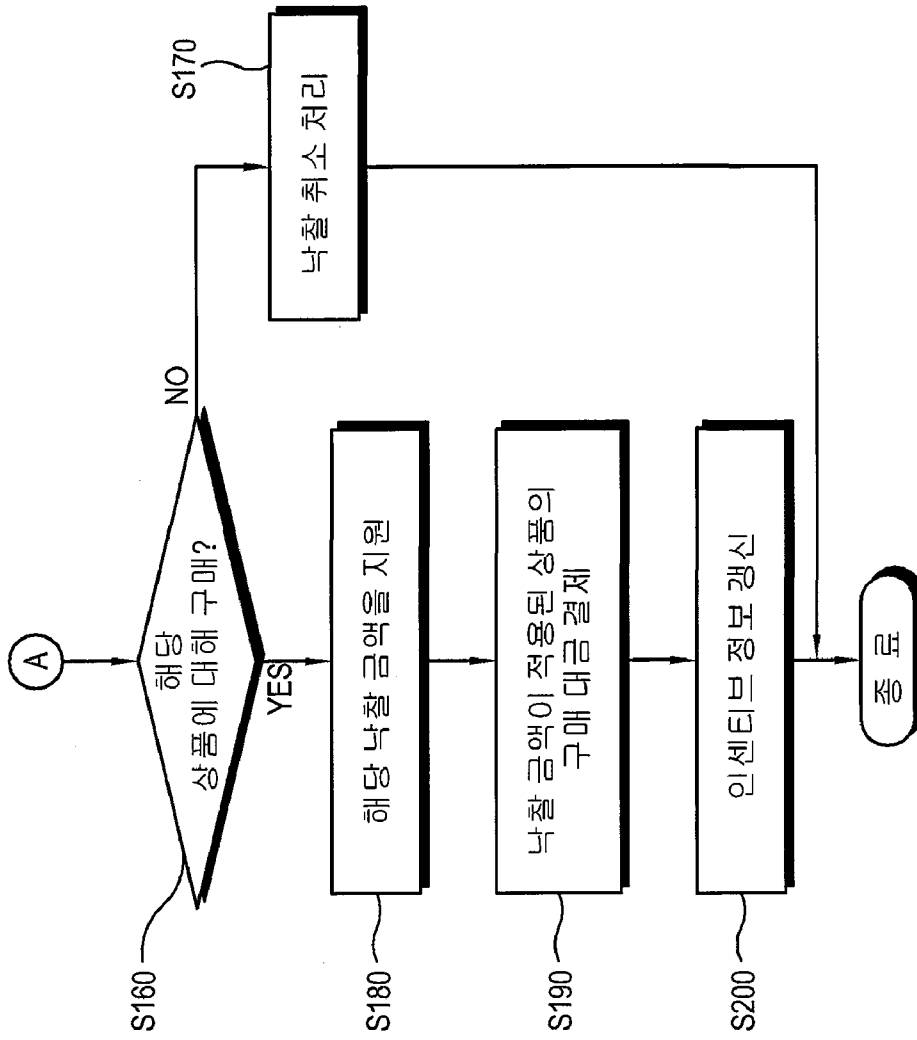 A
해당
상품에 대해 구매?
S160
NO
YES
S170
낙찰 취소 처리
해당 낙찰 금액을 지원
S180
낙찰 금액이 적용된 상품의
구매 대금 결제
S190
인센티브 정보 갱신
S200
종 료